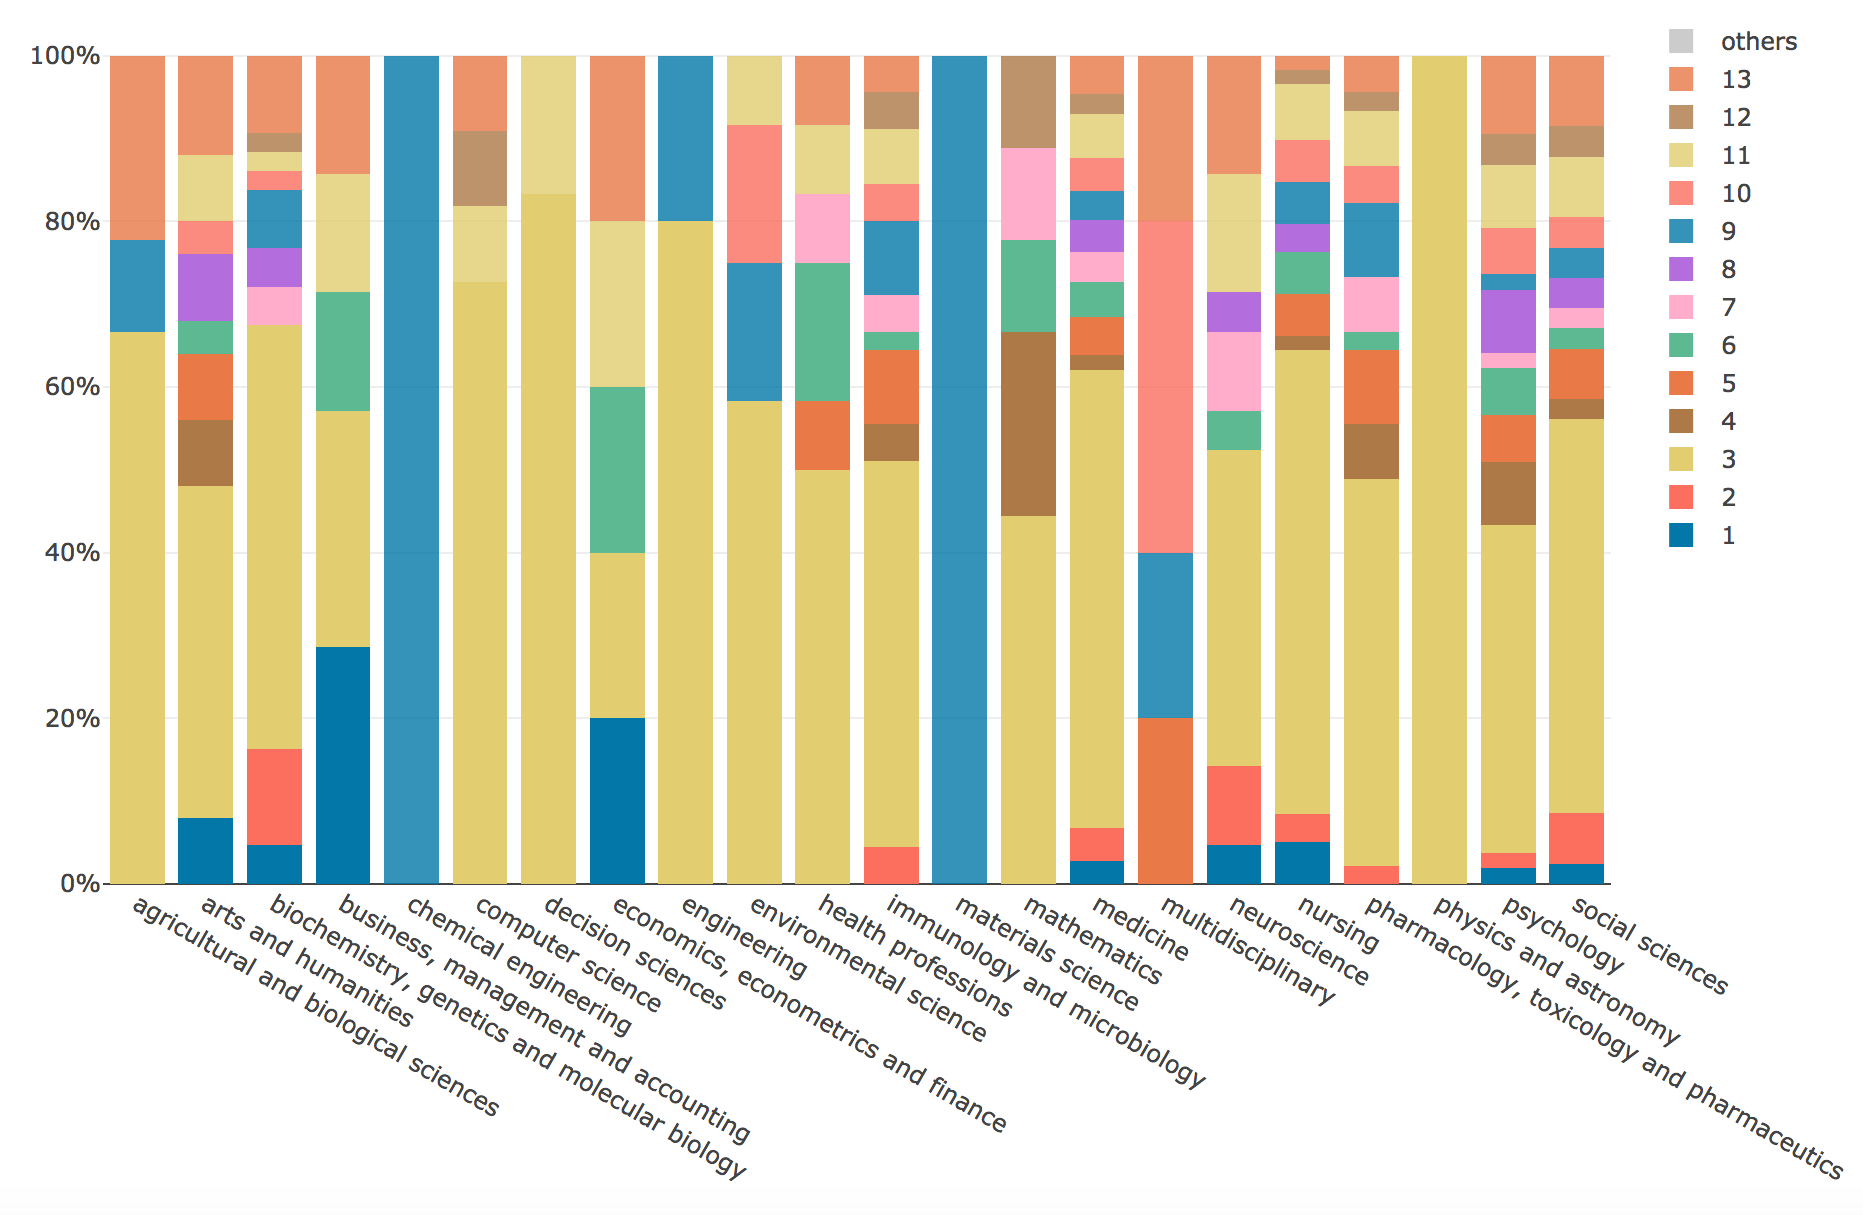 100%
80%
60%
40%
20%
0%
agricultural and biological sciences
arts and humanities
biochemistry, genetics and molecular biology
business, management and accounting
chemical engineering
computer science
decision sciences
economics, econometrics and finance
engineering
environmental science
health professions
immunology and microbiology
materials science
mathematics
medicine
multidisciplinary
neuroscience
nursing
pharmacology, toxicology and pharmaceutics
physics and astronomy
psychology
social sciences
others
13
12
11
10
9
8
7
6
5
4
3
2
1